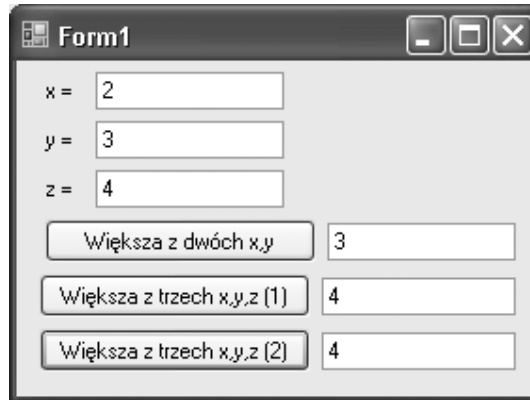 Form1
x = 2
y = 3
z = 4
Większa z dwóch x,y 3
Większa z trzech x,y,z (1) 4
Większa z trzech x,y,z (2) 4